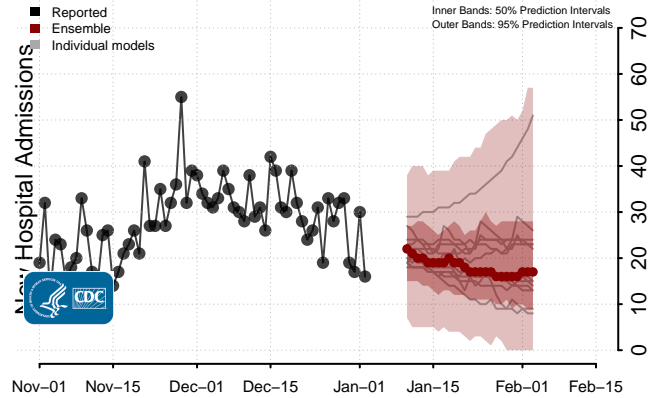 Reported
Ensemble
Individual models
Inner Bands: 50% Prediction Intervals
Outer Bands: 95% Prediction Intervals
New Hospital Admissions
70
60
50
40
30
20
10
0
CDC
Nov–01 Nov–15 Dec–01 Dec–15 Jan–01 Jan–15 Feb–01 Feb–15